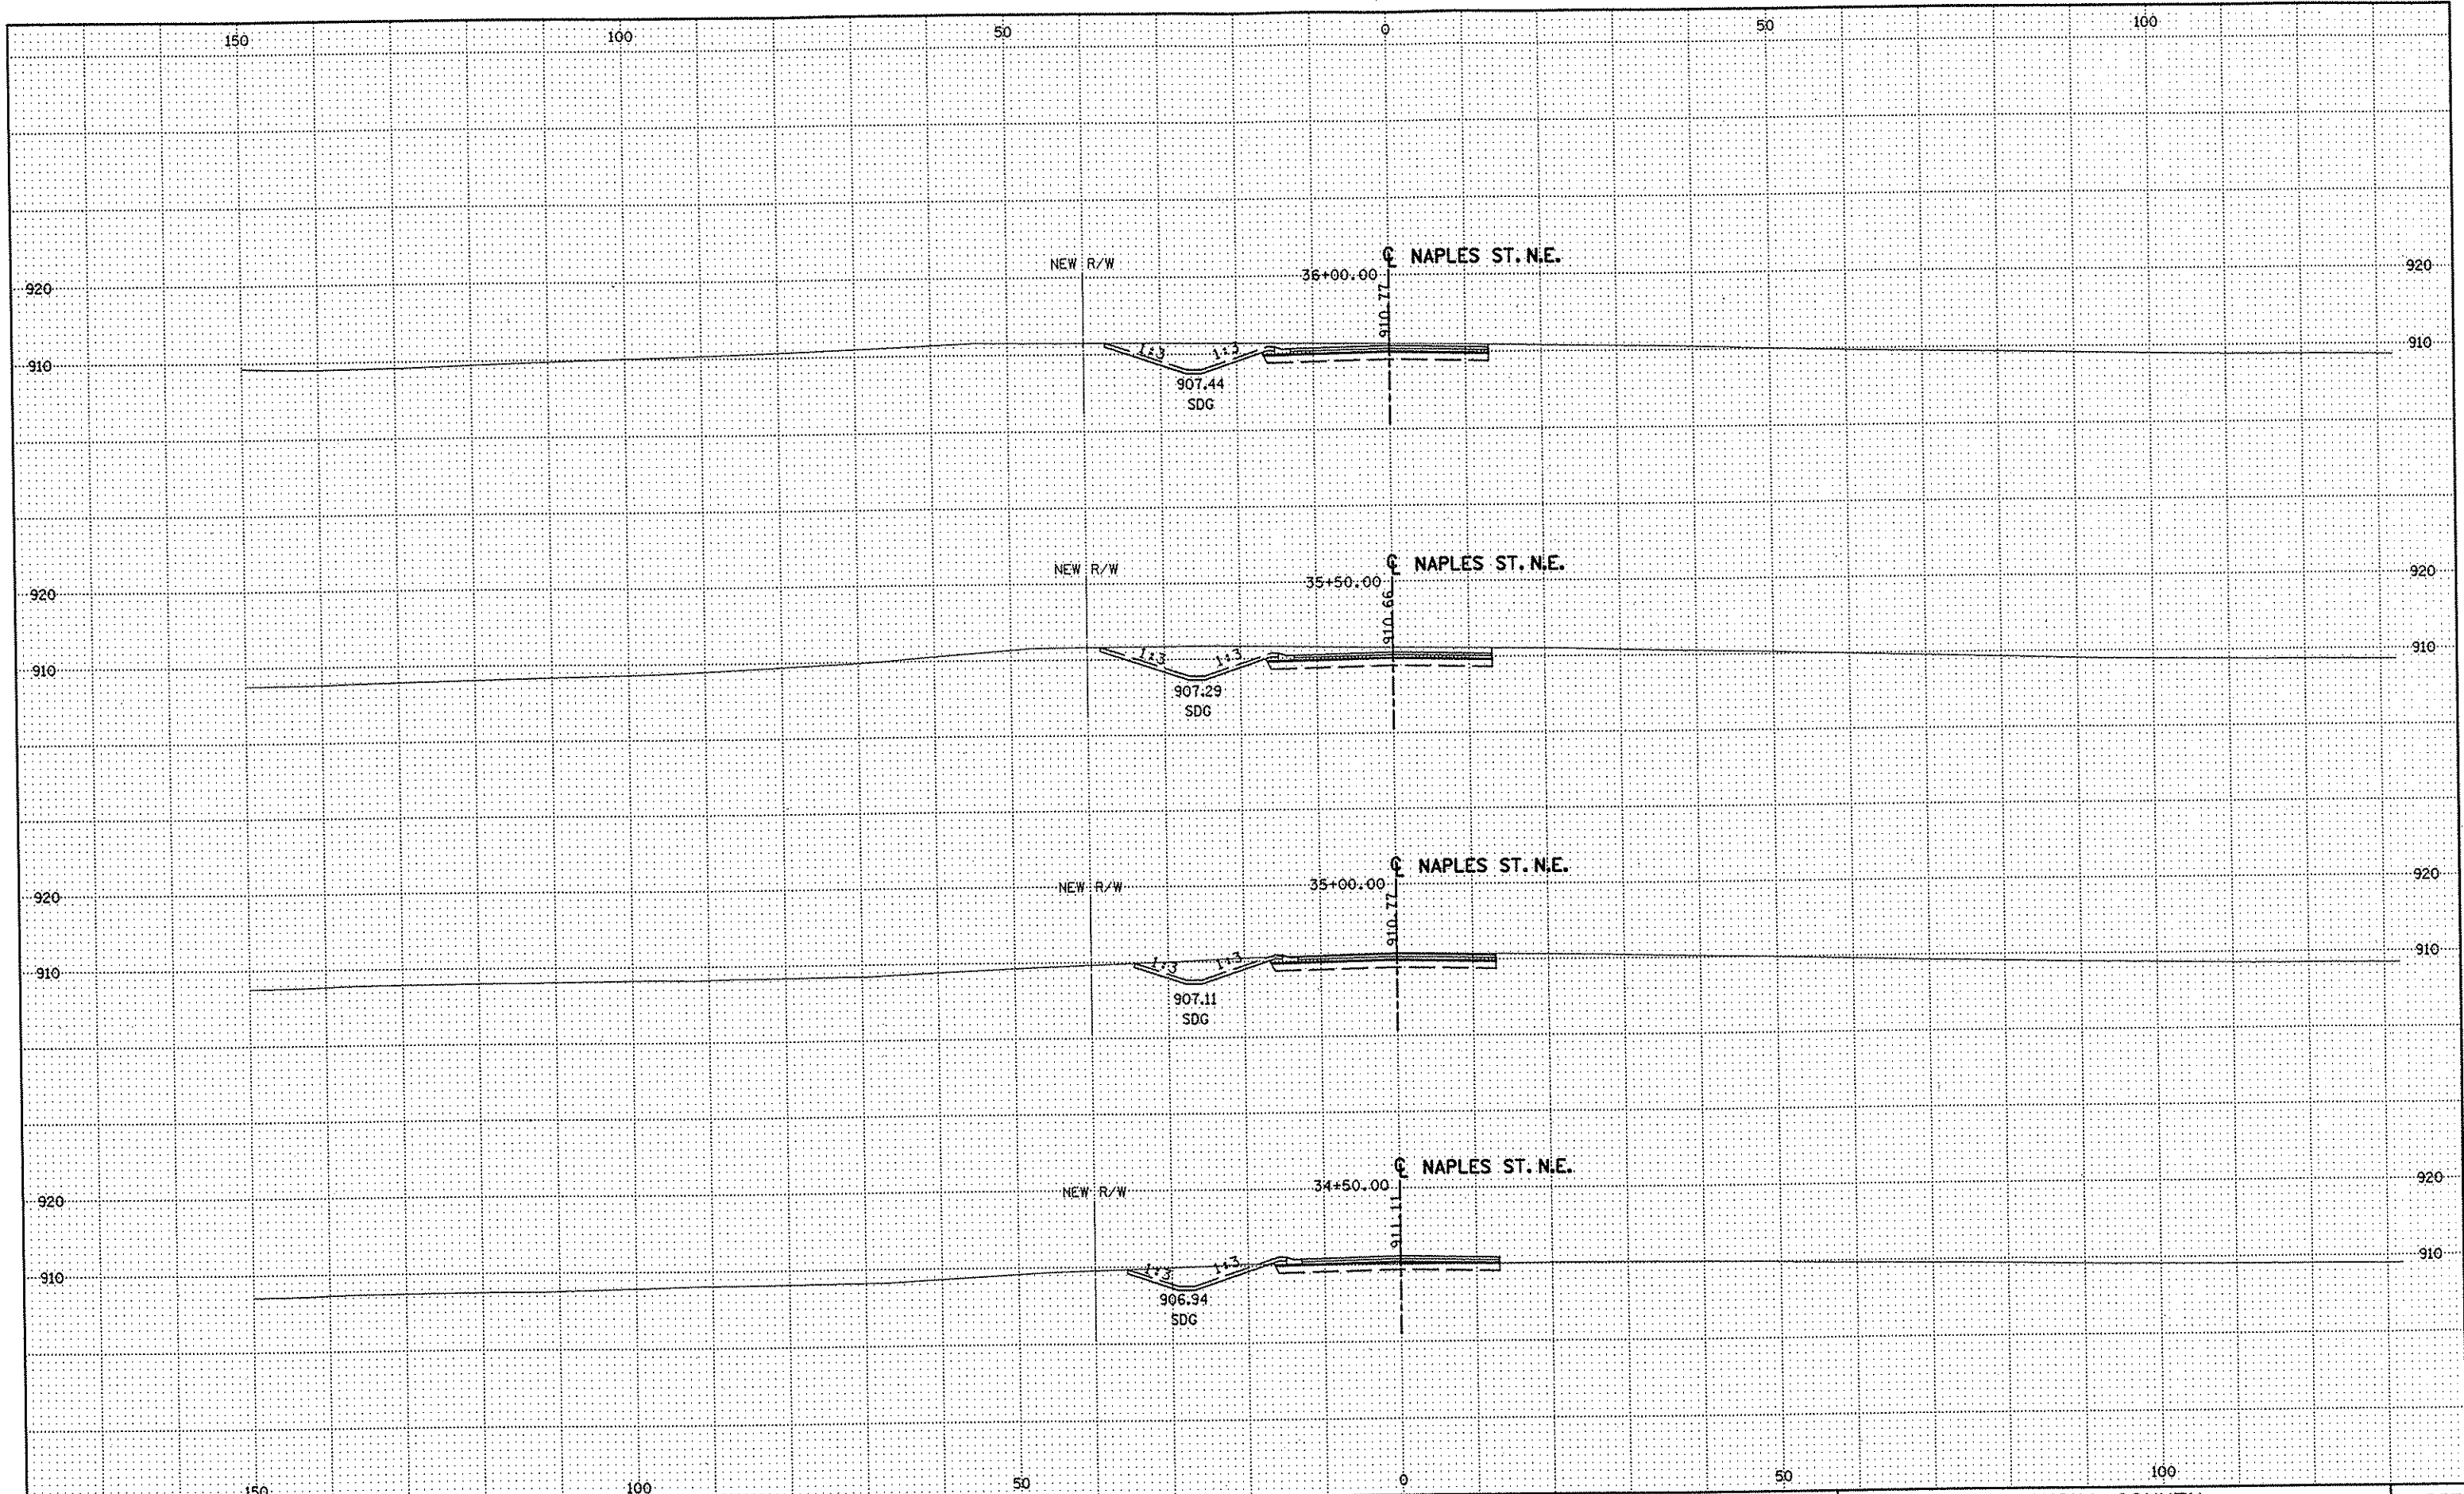 150 100 50 0 50 100
℄ NAPLES ST. N.E.
NEW R/W
36+00.00
920 920
910.77
910 910
1:3 1:3
907.44
SDG
℄ NAPLES ST. N.E.
NEW R/W
35+50.00
920 920
910.66
910 910
1:3 1:3
907.29
SDG
℄ NAPLES ST. N.E.
NEW R/W
35+00.00
920 920
910.77
910 910
1:3 1:3
907.11
SDG
℄ NAPLES ST. N.E.
NEW R/W
34+50.00
920 920
911.11
910 910
1:3 1:3
906.94
SDG
150 100 50 0 50 100